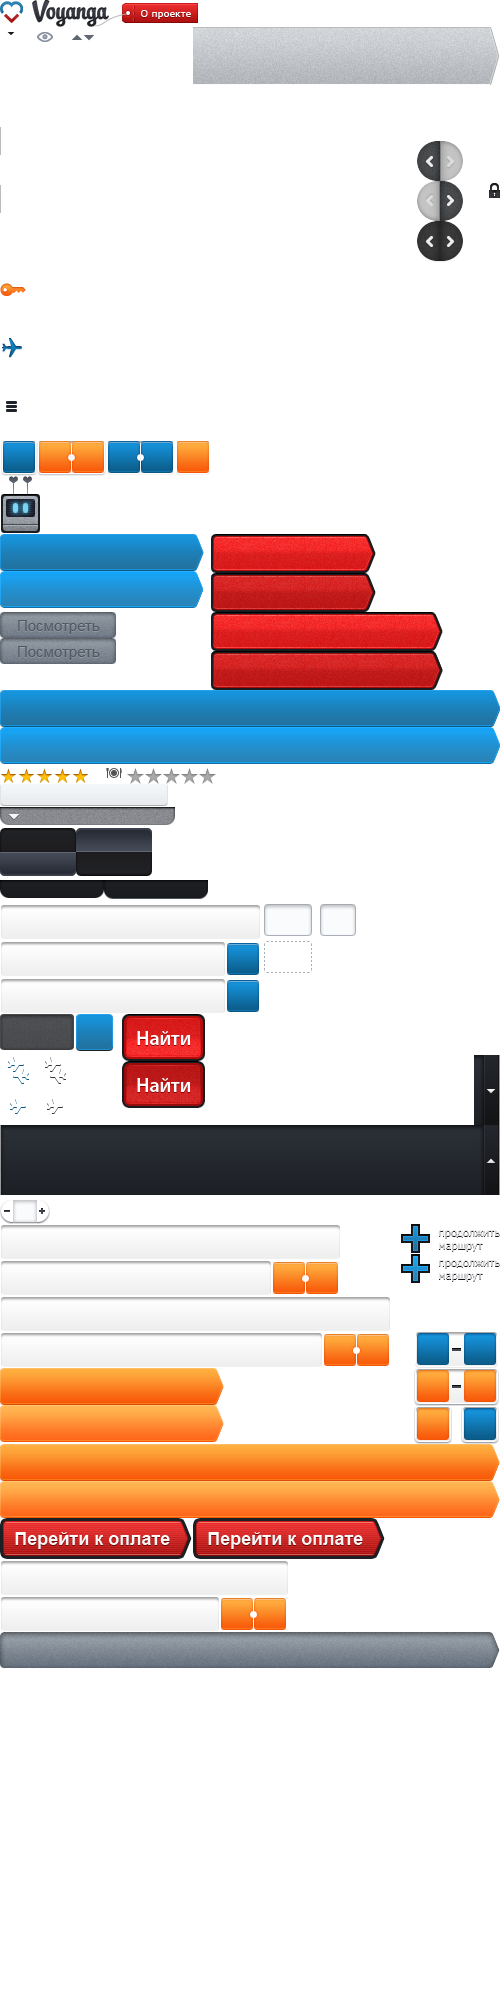 Voyanga
О проекте
Посмотреть
Посмотреть
Найти
Найти
продолжить
маршрут
продолжить
маршрут
Перейти к оплате
Перейти к оплате